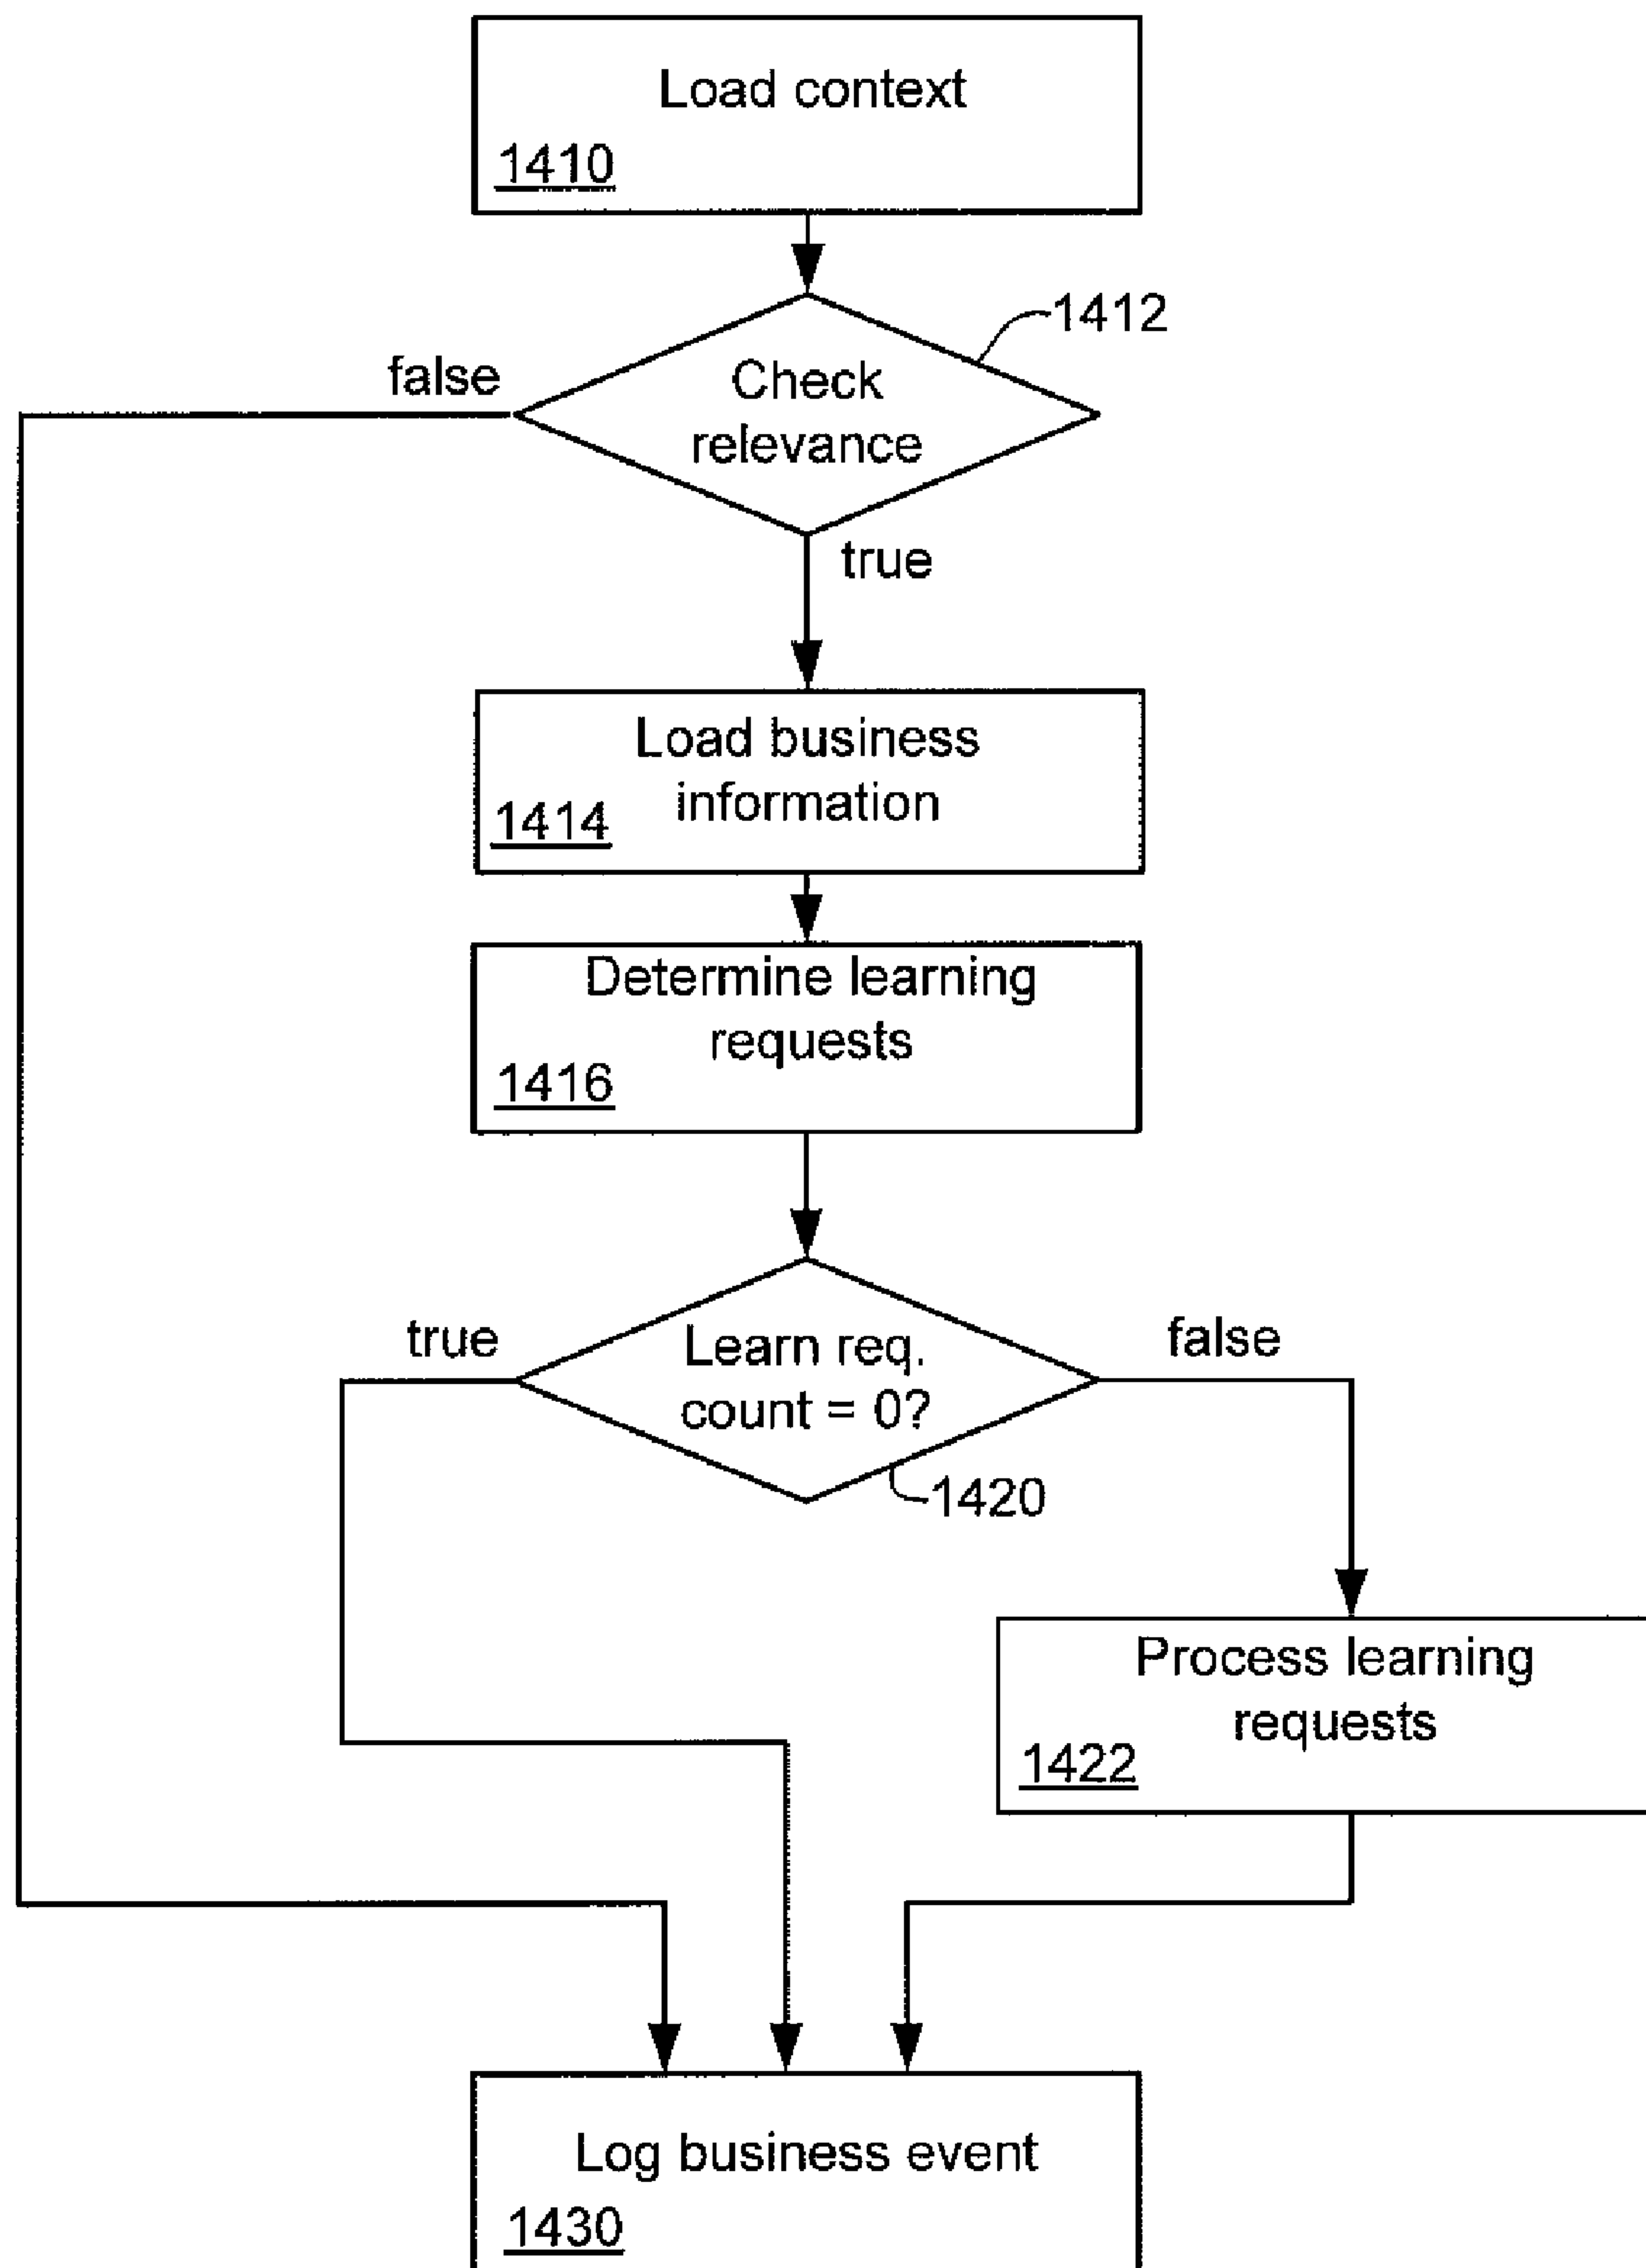 Load context
1410
1412
false
Check
relevance
true
Load business
information
1414
Determine learning
requests
1416
true
Learn req.
count = 0?
false
1420
Process learning
requests
1422
Log business event
1430